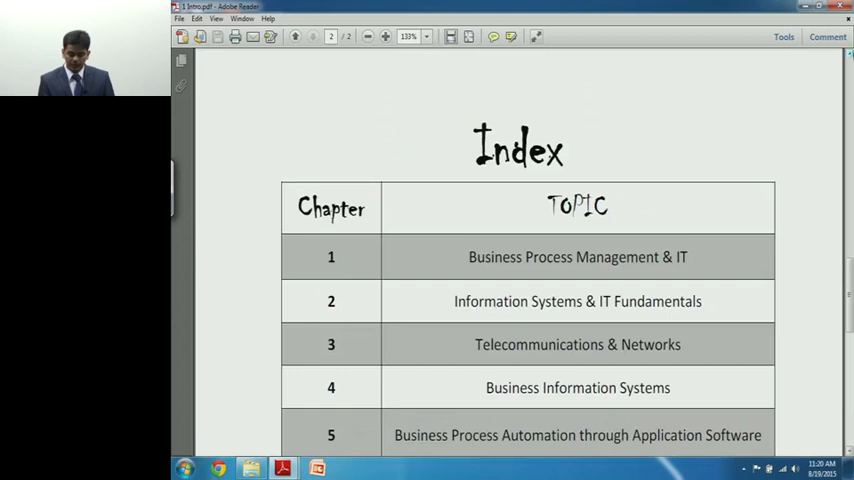 1 Intro.pdf - Adobe Reader
File Edit View Window Help
2 / 2 133% Tools Comment
Index
Chapter TOPIC
1 Business Process Management & IT
2 Information Systems & IT Fundamentals
3 Telecommunications & Networks
4 Business Information Systems
5 Business Process Automation through Application Software
11:20 AM
8/19/2015